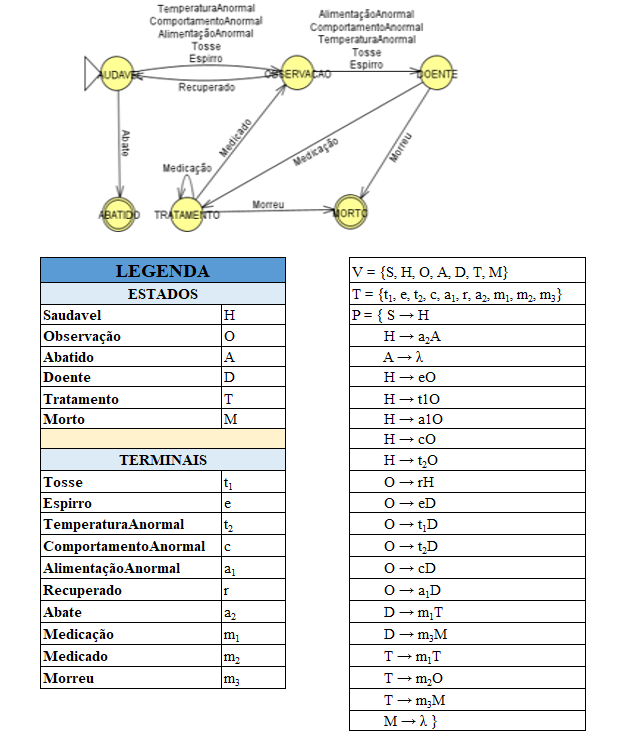 TemperaturaAnormal
ComportamentoAnormal
AlimentaçãoAnormal
Tosse
Espirro
AlimentaçãoAnormal
ComportamentoAnormal
TemperaturaAnormal
Tosse
Espirro
AUDAVEL
OBSERVACAO
DOENTE
Recuperado
Abate
Medicado
Medicação
Morreu
Medicação
Morreu
ABATIDO
TRATAMENTO
MORTO
LEGENDA
ESTADOS
Saudavel H
Observação O
Abatido A
Doente D
Tratamento T
Morto M
TERMINAIS
Tosse t₁
Espirro e
TemperaturaAnormal t₂
ComportamentoAnormal c
AlimentaçãoAnormal a₁
Recuperado r
Abate a₂
Medicação m₁
Medicado m₂
Morreu m₃
V = {S, H, O, A, D, T, M}
T = {t₁, e, t₂, c, a₁, r, a₂, m₁, m₂, m₃}
P = { S → H
H → a₂A
A → λ
H → eO
H → t1O
H → a1O
H → cO
H → t₂O
O → rH
O → eD
O → t₁D
O → t₂D
O → cD
O → a₁D
D → m₁T
D → m₃M
T → m₁T
T → m₂O
T → m₃M
M → λ }